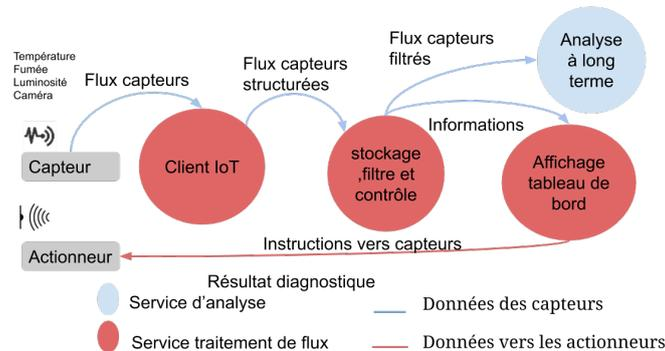 Température
Fumée
Luminosité
Caméra
Flux capteurs
Flux capteurs
structurées
Flux capteurs
filtrés
Analyse
à long
terme
Informations
Capteur
Client IoT
stockage
,filtre et
contrôle
Affichage
tableau de
bord
Actionneur
Instructions vers capteurs
Résultat diagnostique
Service d'analyse
Données des capteurs
Service traitement de flux
Données vers les actionneurs